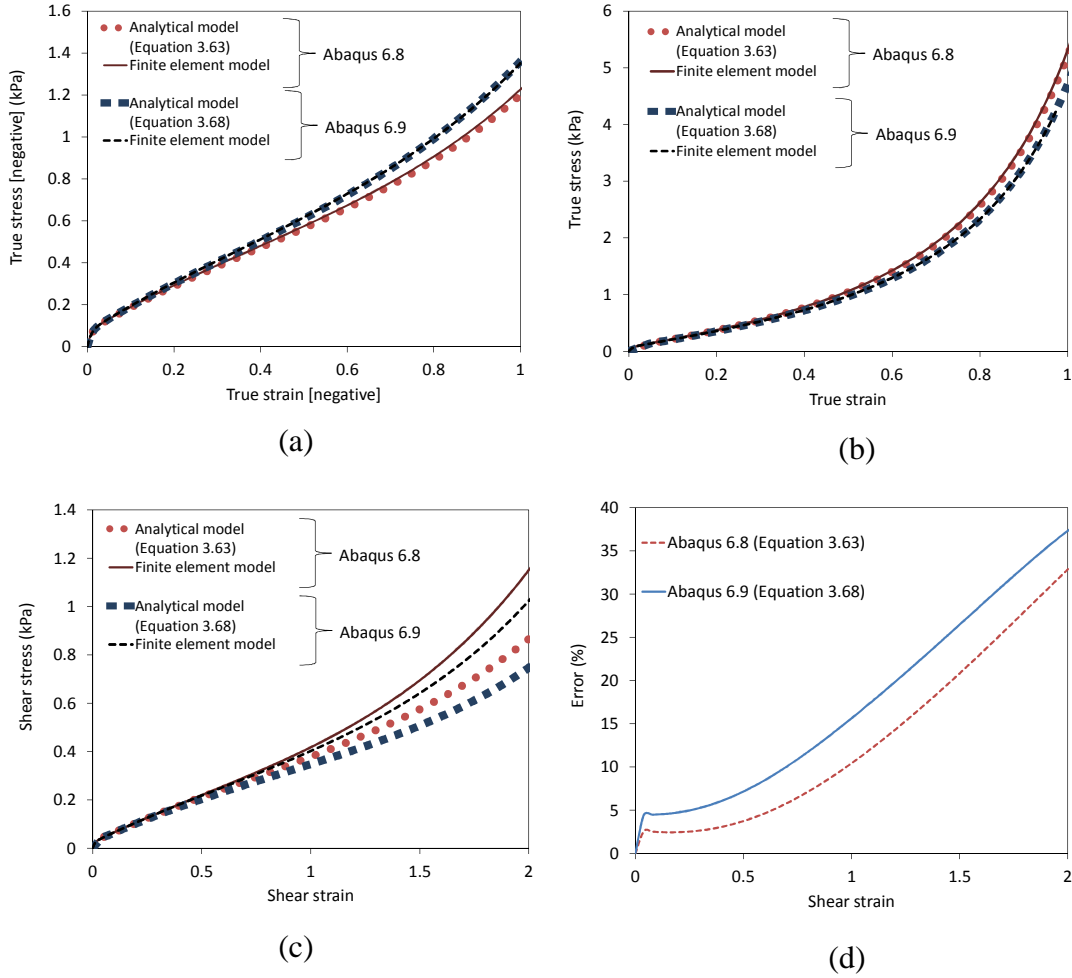 1.6
1.4
1.2
1
0.8
0.6
0.4
0.2
0
True stress [negative] (kPa)
Analytical model
(Equation 3.63)
Finite element model
Abaqus 6.8
Analytical model
(Equation 3.68)
Finite element model
Abaqus 6.9
0 0.2 0.4 0.6 0.8 1
True strain [negative]
(a)
6
5
4
3
2
1
0
True stress (kPa)
Analytical model
(Equation 3.63)
Finite element model
Abaqus 6.8
Analytical model
(Equation 3.68)
Finite element model
Abaqus 6.9
0 0.2 0.4 0.6 0.8 1
True strain
(b)
1.4
1.2
1
0.8
0.6
0.4
0.2
0
Shear stress (kPa)
Analytical model
(Equation 3.63)
Finite element model
Abaqus 6.8
Analytical model
(Equation 3.68)
Finite element model
Abaqus 6.9
0 0.5 1 1.5 2
Shear strain
(c)
40
35
30
25
20
15
10
5
0
Error (%)
Abaqus 6.8 (Equation 3.63)
Abaqus 6.9 (Equation 3.68)
0 0.5 1 1.5 2
Shear strain
(d)